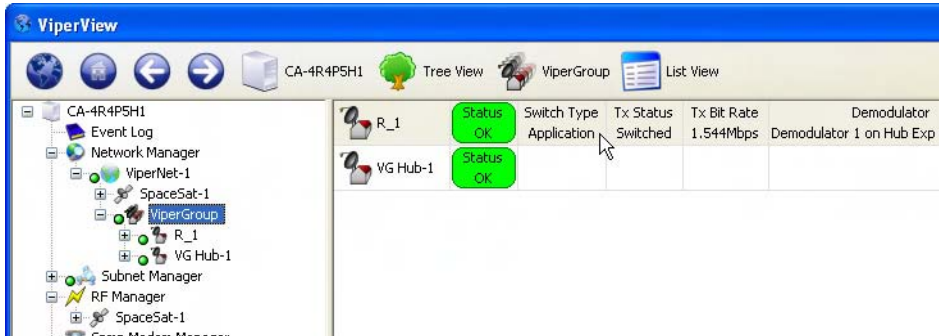 ViperView
CA-4R4P5H1 Tree View ViperGroup List View
CA-4R4P5H1
Event Log
Network Manager
ViperNet-1
SpaceSat-1
ViperGroup
R_1
VG Hub-1
Subnet Manager
RF Manager
SpaceSat-1
R_1 Status OK Switch Type Application Tx Status Switched Tx Bit Rate 1.544Mbps Demodulator Demodulator 1 on Hub Exp
VG Hub-1 Status OK